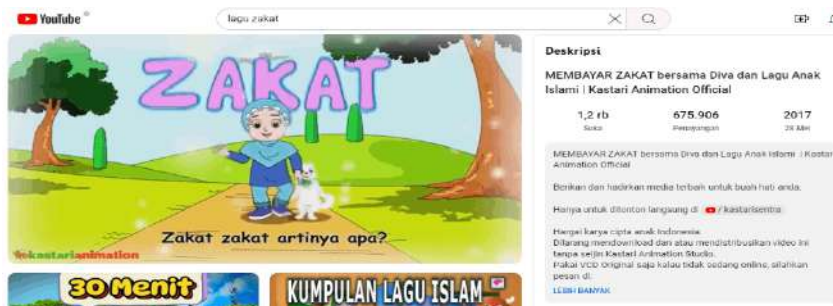 YouTube
lagu zakat
ZAKAT
Zakat zakat artinya apa?
kastarianimation
30 Menit
KUMPULAN LAGU ISLAM
Deskripsi
MEMBAYAR ZAKAT bersama Diva dan Lagu Anak
Islami | Kastari Animation Official
1,2 rb 675.906 2017
Suka Penayangan 28 Mei
MEMBAYAR ZAKAT bersama Diva dan Lagu Anak Islami | Kastari
Animation Official
Berikan dan hadirkan media terbaik untuk buah hati anda.
Hanya untuk ditonton langsung di / kastarisentra
Hargai karya cipta anak Indonesia.
Dilarang mendownload dan atau mendistribusikan video ini
tanpa seijin Kastari Animation Studio.
Pakai VCD Original saja kalau tidak sedang online, silahkan
pesan di:
LEBIH BANYAK